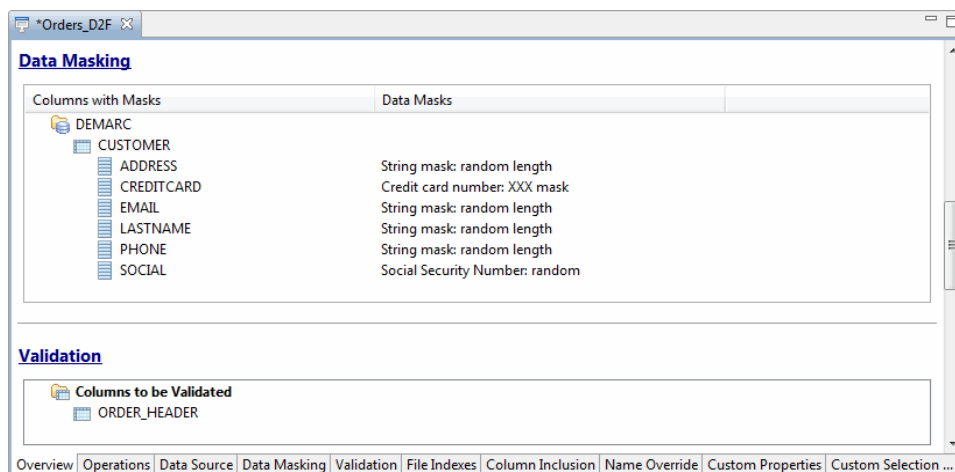 *Orders_D2F
Data Masking
Columns with Masks Data Masks
DEMARC
CUSTOMER
ADDRESS String mask: random length
CREDITCARD Credit card number: XXX mask
EMAIL String mask: random length
LASTNAME String mask: random length
PHONE String mask: random length
SOCIAL Social Security Number: random
Validation
Columns to be Validated
ORDER_HEADER
Overview Operations Data Source Data Masking Validation File Indexes Column Inclusion Name Override Custom Properties Custom Selection ...